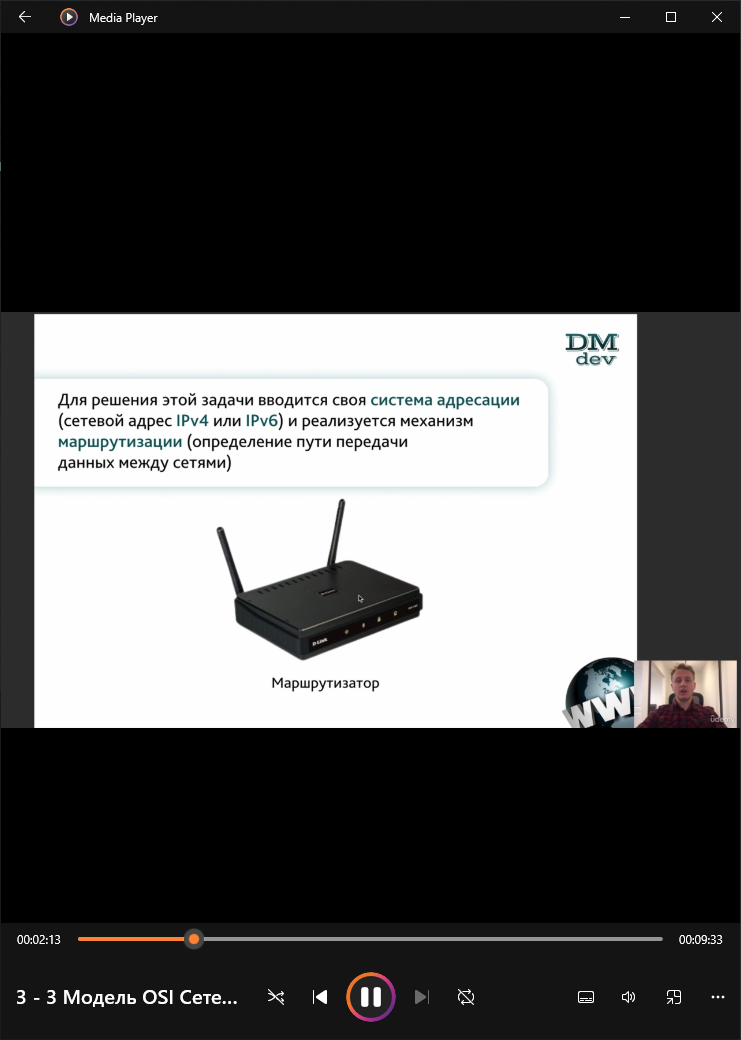 Media Player
DM
dev
Для решения этой задачи вводится своя система адресации
(сетевой адрес IPv4 или IPv6) и реализуется механизм
маршрутизации (определение пути передачи
данных между сетями)
D-Link
Маршрутизатор
WWW
ûdemy
00:02:13
00:09:33
3 - 3 Модель OSI Сете...